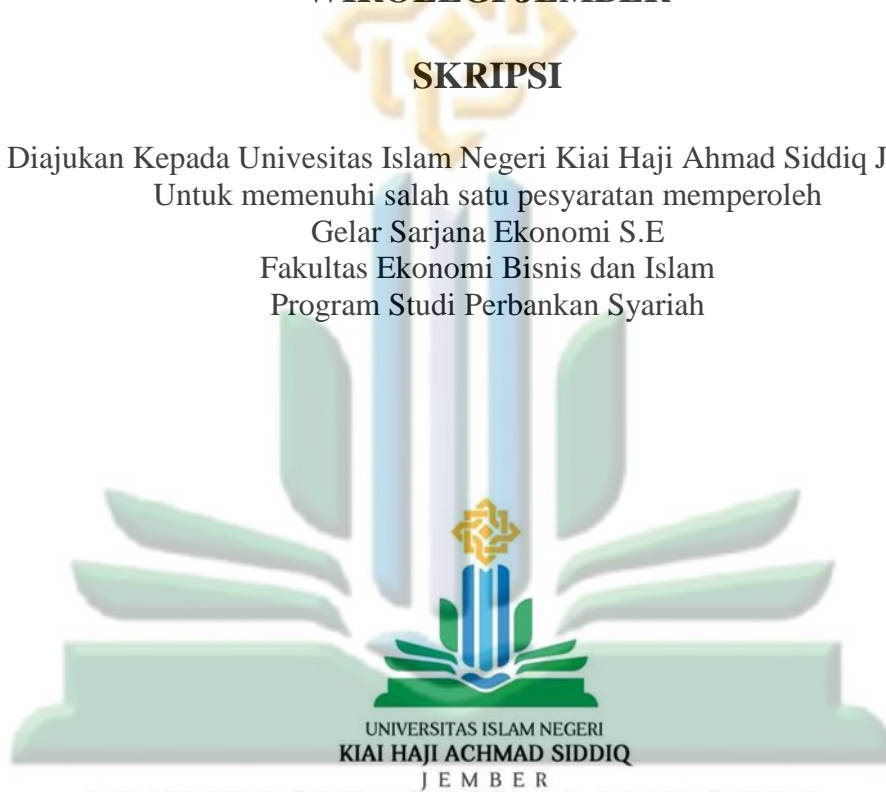 SKRIPSI
Diajukan Kepada Univesitas Islam Negeri Kiai Haji Ahmad Siddiq J
Untuk memenuhi salah satu pesyaratan memperoleh
Gelar Sarjana Ekonomi S.E
Fakultas Ekonomi Bisnis dan Islam
Program Studi Perbankan Syariah
UNIVERSITAS ISLAM NEGERI
KIAI HAJI ACHMAD SIDDIQ
JEMBER